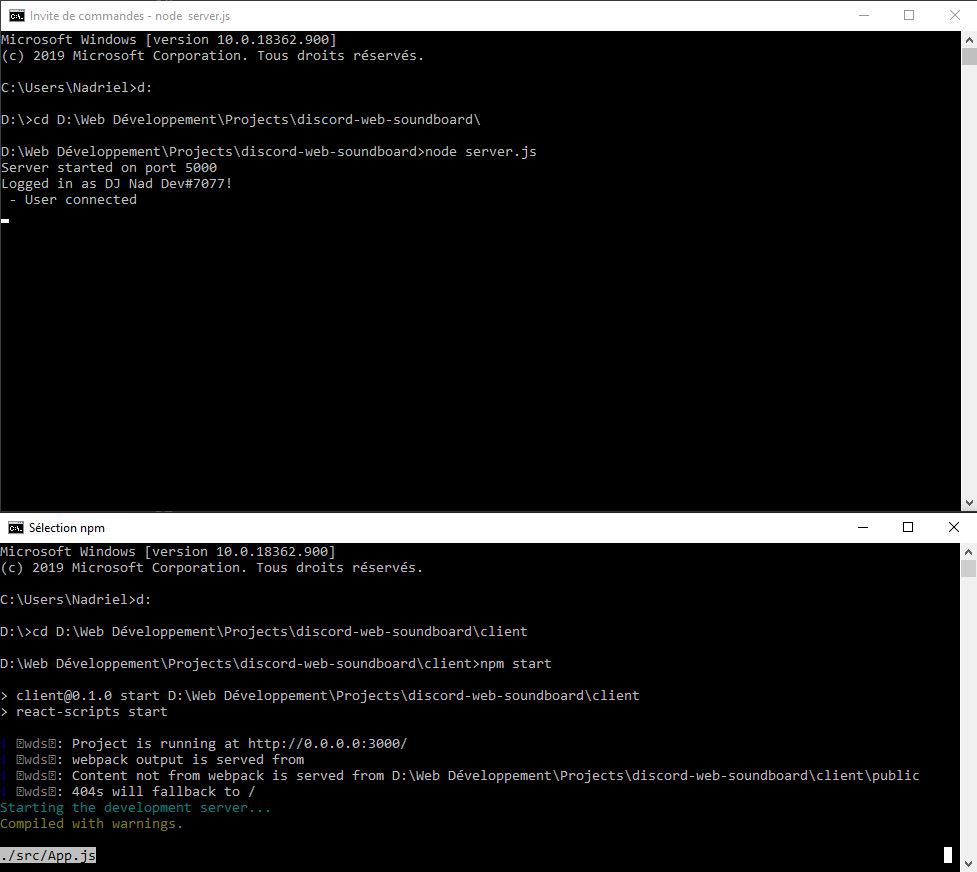 Invite de commandes - node  server.js
Microsoft Windows [version 10.0.18362.900]
(c) 2019 Microsoft Corporation. Tous droits réservés.
C:\Users\Nadriel>d:
D:\>cd D:\Web Développement\Projects\discord-web-soundboard\
D:\Web Développement\Projects\discord-web-soundboard>node server.js
Server started on port 5000
Logged in as DJ Nad Dev#7077!
 - User connected
Sélection npm
Microsoft Windows [version 10.0.18362.900]
(c) 2019 Microsoft Corporation. Tous droits réservés.
C:\Users\Nadriel>d:
D:\>cd D:\Web Développement\Projects\discord-web-soundboard\client
D:\Web Développement\Projects\discord-web-soundboard\client>npm start
> client@0.1.0 start D:\Web Développement\Projects\discord-web-soundboard\client
> react-scripts start
wds: Project is running at http://0.0.0.0:3000/
wds: webpack output is served from
wds: Content not from webpack is served from D:\Web Développement\Projects\discord-web-soundboard\client\public
wds: 404s will fallback to /
Starting the development server...
Compiled with warnings.
./src/App.js